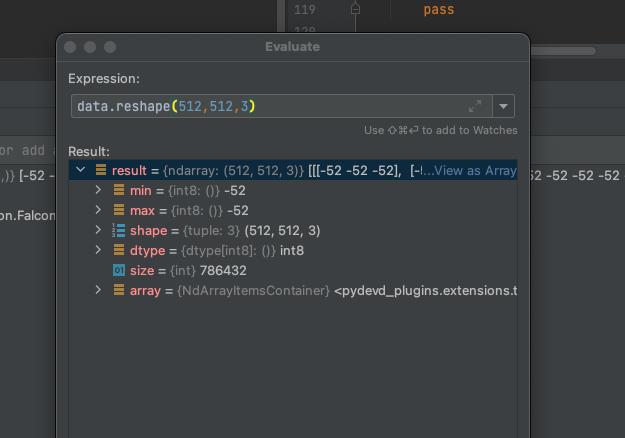 119 pass
120
Evaluate
Expression:
data.reshape(512,512,3)
Use ⇧⌘⏎ to add to Watches
Result:
or add a
result = {ndarray: (512, 512, 3)} [[[-52 -52 -52], [-5...View as Array
,)} [-52 -52 -52 -52 -52
min = {int8: ()} -52
max = {int8: ()} -52
on.Falcon
shape = {tuple: 3} (512, 512, 3)
dtype = {dtype[int8]: ()} int8
01 size = {int} 786432
array = {NdArrayItemsContainer} <pydevd_plugins.extensions.t